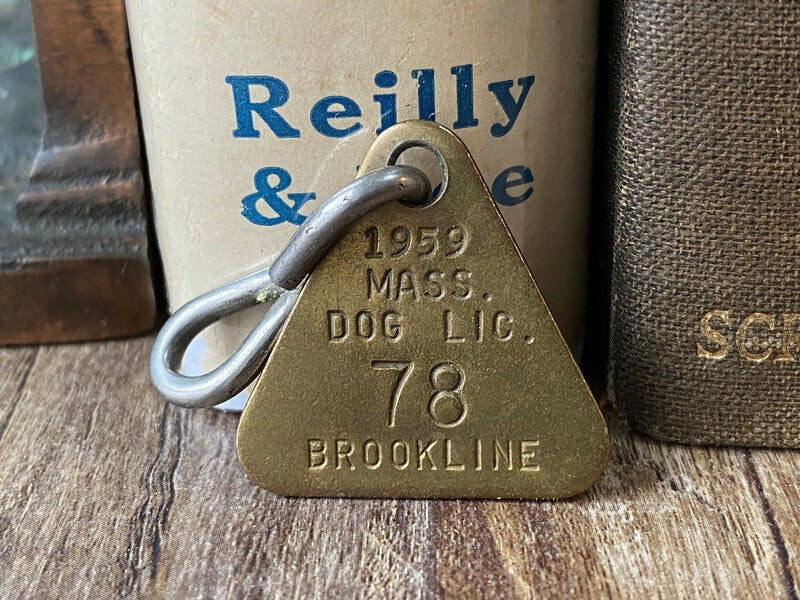 Reilly
&
1959
MASS.
DOG LIC.
78
BROOKLINE